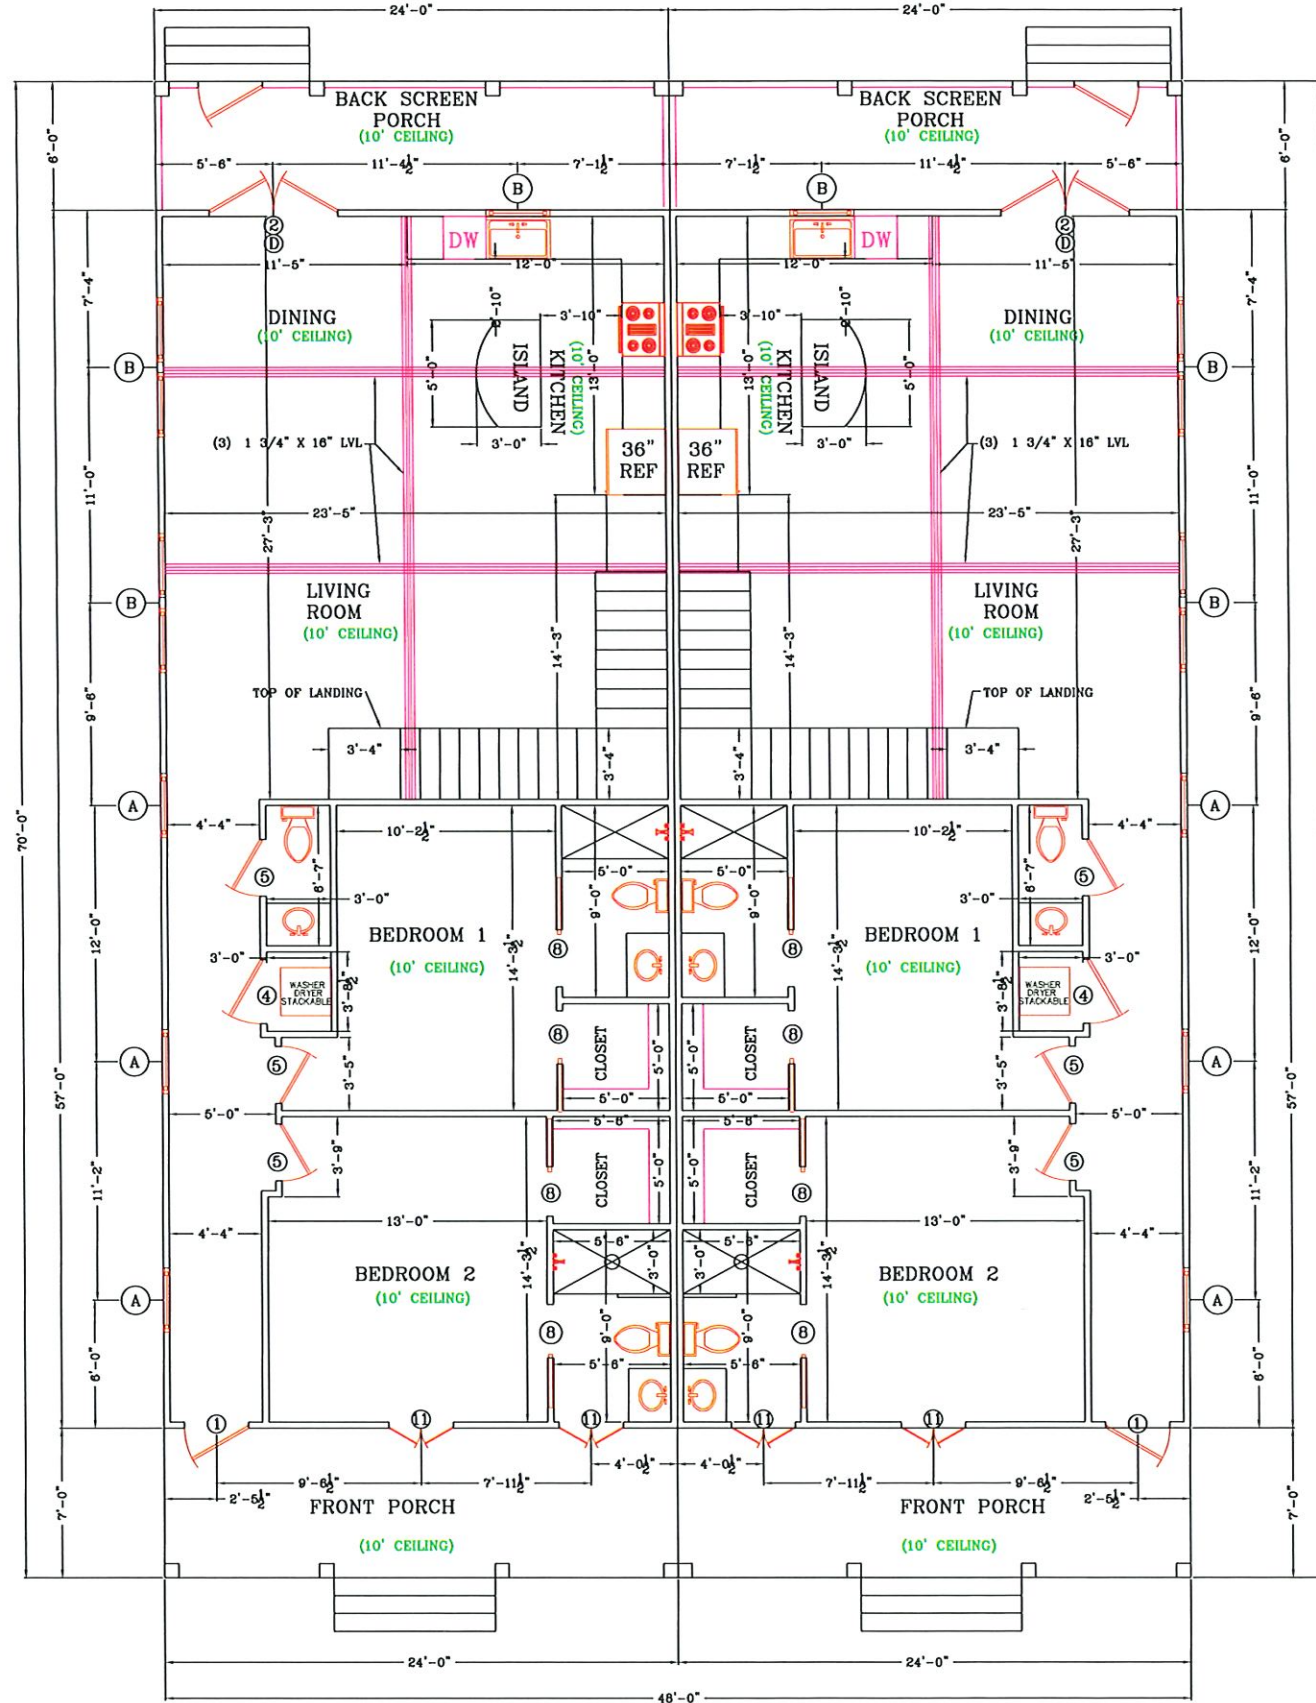 24'-0" 24'-0"
BACK SCREEN PORCH BACK SCREEN PORCH
(10' CEILING) (10' CEILING)
6'-0" 6'-0"
5'-6" 11'-4½" 7'-1½" 7'-1½" 11'-4½" 5'-6"
B B
2 2
D D
DW DW
11'-5" 12'-0" 12'-0" 11'-5"
7'-4" 7'-4"
DINING DINING
(10' CEILING) (10' CEILING)
3'-10" 3'-10"
5'-0" ISLAND KITCHEN (10' CEILING) 13'-0" 13'-0" (10' CEILING) KITCHEN ISLAND 5'-0"
B B
3'-0" 3'-0"
(3) 1 3/4" X 16" LVL (3) 1 3/4" X 16" LVL
36" REF 36" REF
11'-0" 11'-0"
23'-5" 23'-5"
27'-3" 27'-3"
LIVING ROOM LIVING ROOM
(10' CEILING) (10' CEILING)
B B
14'-3" 14'-3"
9'-6" 9'-6"
TOP OF LANDING TOP OF LANDING
3'-4" 3'-4" 3'-4" 3'-4"
A A
70'-0"
4'-4" 10'-2½" 10'-2½" 4'-4"
5 6'-7" 5'-0" 5'-0" 6'-7" 5
3'-0" 9'-0" 9'-0" 3'-0"
12'-0" 12'-0"
BEDROOM 1 BEDROOM 1
(10' CEILING) (10' CEILING)
8 8
3'-0" 14'-3½" 14'-3½" 3'-0"
4 WASHER DRYER STACKABLE 3'-8½" 3'-8½" WASHER DRYER STACKABLE 4
8 CLOSET 5'-0" 5'-0" CLOSET 8
A 5 3'-5" 3'-5" 5 A
5'-0" 5'-0"
57'-0" 57'-0"
5'-0" 5'-6" 5'-6" 5'-0"
11'-2" 5 3'-9" 3'-9" 5 11'-2"
8 CLOSET 5'-0" 5'-0" CLOSET 8
4'-4" 13'-0" 13'-0" 4'-4"
5'-6" 5'-6"
14'-3½" 3'-0" 3'-0" 14'-3½"
BEDROOM 2 BEDROOM 2
(10' CEILING) (10' CEILING)
A A
8 9'-0" 9'-0" 8
5'-6" 5'-6"
6'-0" 6'-0"
1 11 11 11 11 1
4'-0½" 4'-0½"
9'-6½" 7'-11½" 7'-11½" 9'-6½"
2'-5½" 2'-5½"
FRONT PORCH FRONT PORCH
7'-0" 7'-0"
(10' CEILING) (10' CEILING)
24'-0" 24'-0"
48'-0"